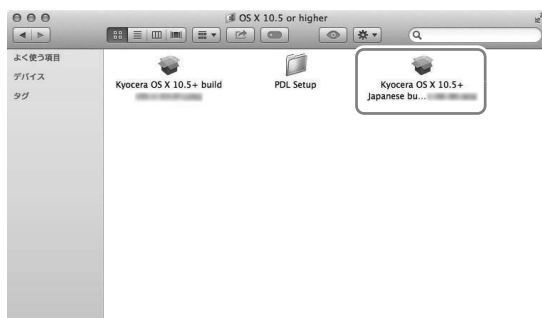 OS X 10.5 or higher
よく使う項目
デバイス
タグ
Kyocera OS X 10.5+ build
PDL Setup
Kyocera OS X 10.5+
Japanese bu...